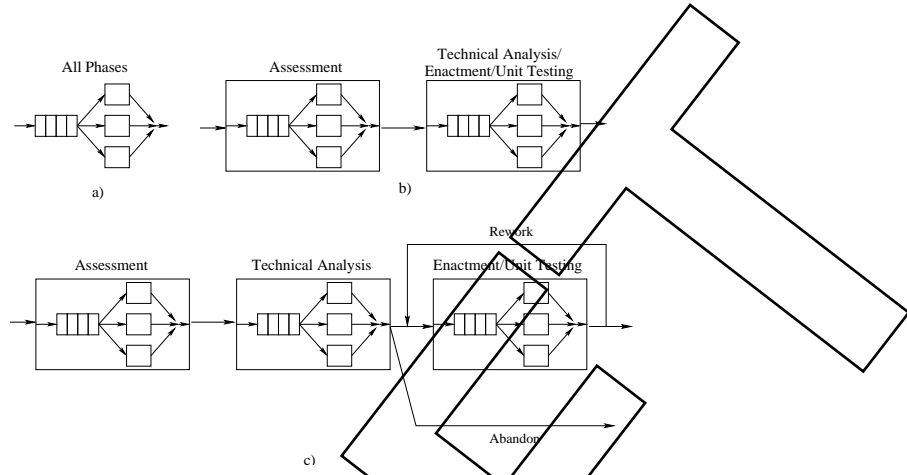 All Phases
Assessment
Technical Analysis/
Enactment/Unit Testing
a)
b)
Rework
Assessment
Technical Analysis
Enactment/Unit Testing
Abandon
c)